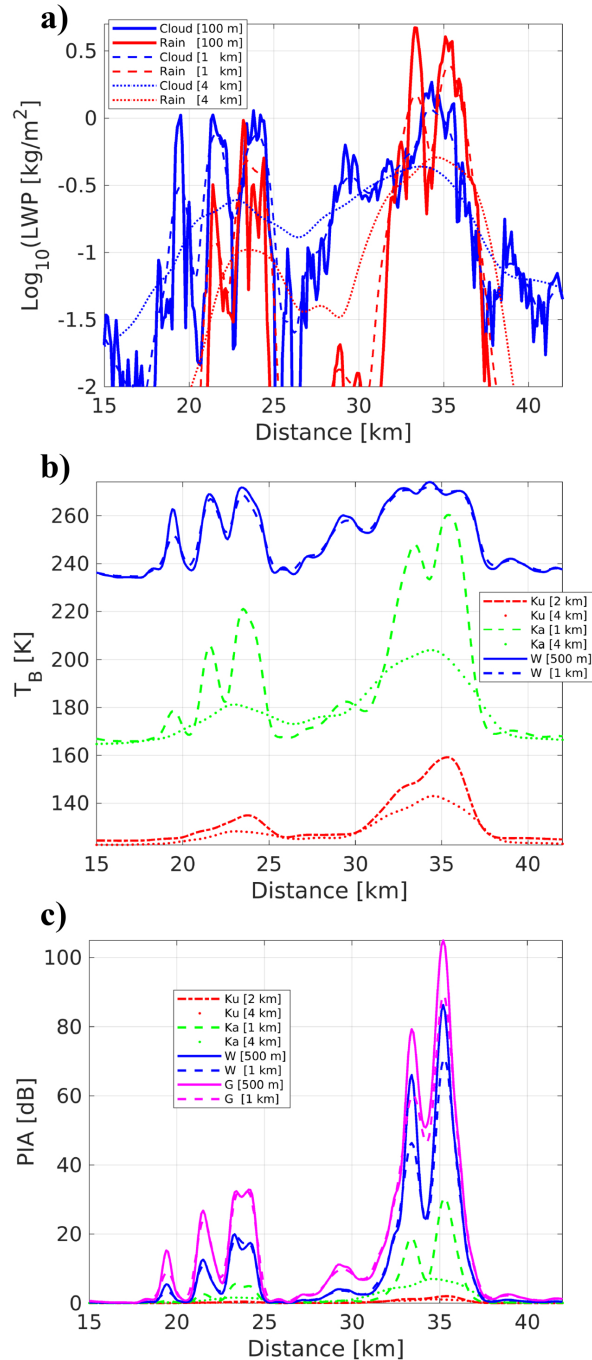 a)
Cloud [100 m]
Rain [100 m]
Cloud [1 km]
Rain [1 km]
Cloud [4 km]
Rain [4 km]
0.5
0
-0.5
-1
-1.5
-2
Log10(LWP [kg/m2]
15 20 25 30 35 40
Distance [km]
b)
260
240
220
200
180
160
140
TB [K]
Ku [2 km]
Ku [4 km]
Ka [1 km]
Ka [4 km]
W [500 m]
W [1 km]
15 20 25 30 35 40
Distance [km]
c)
100
80
60
40
20
0
PIA [dB]
Ku [2 km]
Ku [4 km]
Ka [1 km]
Ka [4 km]
W [500 m]
W [1 km]
G [500 m]
G [1 km]
15 20 25 30 35 40
Distance [km]